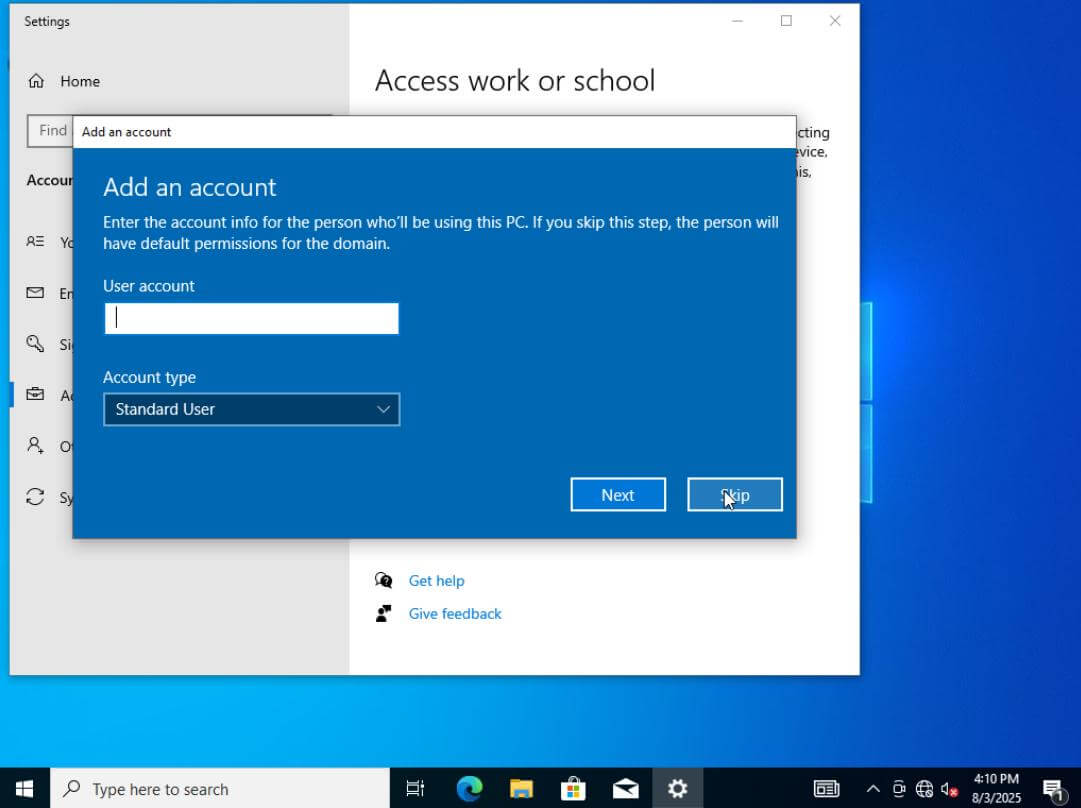 Settings
Home
Access work or school
Find
Add an account
cting
evice,
is,
Accoun
Add an account
Enter the account info for the person who'll be using this PC. If you skip this step, the person will
have default permissions for the domain.
Yo
User account
En
Si
Account type
Ac
Standard User
Ot
Sy
Next
Skip
Get help
Give feedback
Type here to search
4:10 PM
8/3/2025
1